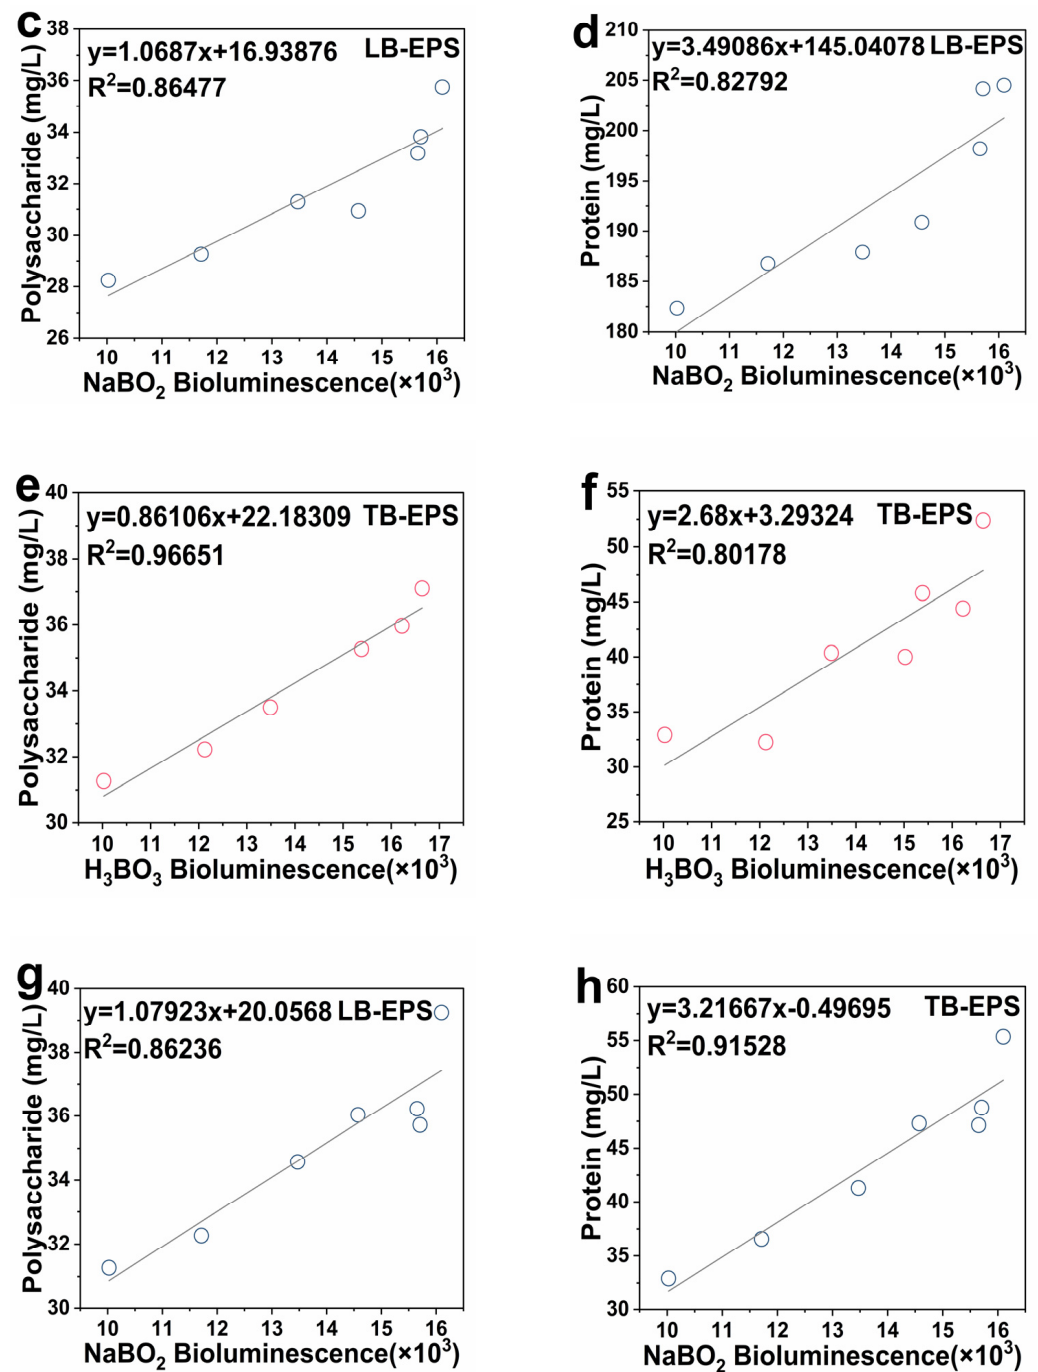 c
y=1.0687x+16.93876 LB-EPS
R²=0.86477
Polysaccharide (mg/L)
38
36
34
32
30
28
26
10 11 12 13 14 15 16
NaBO₂ Bioluminescence(×10³)
d
y=3.49086x+145.04078 LB-EPS
R²=0.82792
Protein (mg/L)
210
205
200
195
190
185
180
10 11 12 13 14 15 16
NaBO₂ Bioluminescence(×10³)
e
y=0.86106x+22.18309 TB-EPS
R²=0.96651
Polysaccharide (mg/L)
40
38
36
34
32
30
10 11 12 13 14 15 16 17
H₃BO₃ Bioluminescence(×10³)
f
y=2.68x+3.29324 TB-EPS
R²=0.80178
Protein (mg/L)
55
50
45
40
35
30
25
10 11 12 13 14 15 16 17
H₃BO₃ Bioluminescence(×10³)
g
y=1.07923x+20.0568 LB-EPS
R²=0.86236
Polysaccharide (mg/L)
40
38
36
34
32
30
10 11 12 13 14 15 16
NaBO₂ Bioluminescence(×10³)
h
y=3.21667x-0.49695 TB-EPS
R²=0.91528
Protein (mg/L)
60
55
50
45
40
35
30
10 11 12 13 14 15 16
NaBO₂ Bioluminescence(×10³)